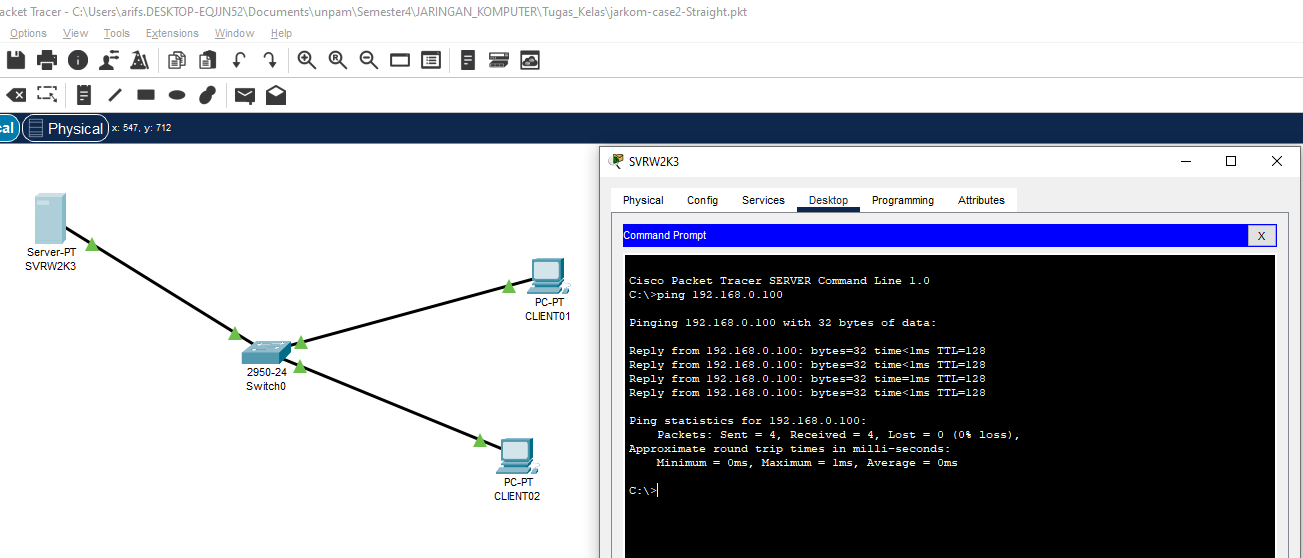 acket Tracer - C:\Users\arifs.DESKTOP-EQJJN52\Documents\unpam\Semester4\JARINGAN_KOMPUTER\Tugas_Kelas\jarkom-case2-Straight.pkt
Options View Tools Extensions Window Help
al Physical x: 547, y: 712
Server-PT
SVRW2K3
PC-PT
CLIENT01
2950-24
Switch0
PC-PT
CLIENT02
SVRW2K3
Physical Config Services Desktop Programming Attributes
Command Prompt X
Cisco Packet Tracer SERVER Command Line 1.0
C:\>ping 192.168.0.100
Pinging 192.168.0.100 with 32 bytes of data:
Reply from 192.168.0.100: bytes=32 time<1ms TTL=128
Reply from 192.168.0.100: bytes=32 time<1ms TTL=128
Reply from 192.168.0.100: bytes=32 time=1ms TTL=128
Reply from 192.168.0.100: bytes=32 time<1ms TTL=128
Ping statistics for 192.168.0.100:
Packets: Sent = 4, Received = 4, Lost = 0 (0% loss),
Approximate round trip times in milli-seconds:
Minimum = 0ms, Maximum = 1ms, Average = 0ms
C:\>